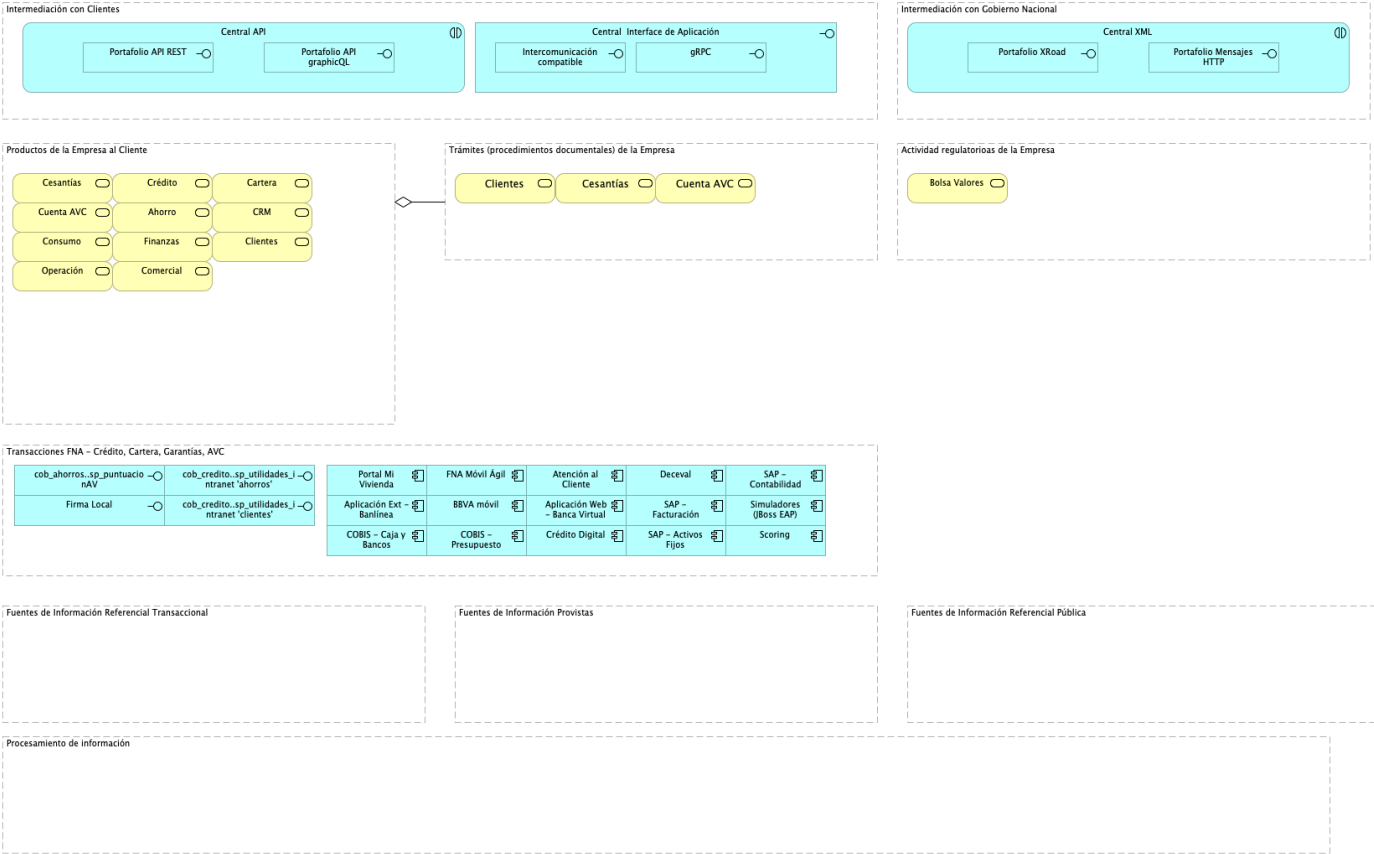 Intermediación con Clientes
Central API
Portafolio API REST
Portafolio API
graphicQL
Central  Interface de Aplicación
Intercomunicación
compatible
gRPC
Intermediación con Gobierno Nacional
Central XML
Portafolio XRoad
Portafolio Mensajes
HTTP
Productos de la Empresa al Cliente
Cesantías
Crédito
Cartera
Cuenta AVC
Ahorro
CRM
Consumo
Finanzas
Clientes
Operación
Comercial
Trámites (procedimientos documentales) de la Empresa
Clientes
Cesantías
Cuenta AVC
Actividad regulatorioas de la Empresa
Bolsa Valores
Transacciones FNA - Crédito, Cartera, Garantías, AVC
cob_ahorros..sp_puntuacio
nAV
cob_credito..sp_utilidades_i
ntranet 'ahorros'
Firma Local
cob_credito..sp_utilidades_i
ntranet 'clientes'
Portal Mi
Vivienda
FNA Móvil Ágil
Atención al
Cliente
Deceval
SAP -
Contabilidad
Aplicación Ext -
Banlínea
BBVA móvil
Aplicación Web
- Banca Virtual
SAP -
Facturación
Simuladores
(JBoss EAP)
COBIS - Caja y
Bancos
COBIS -
Presupuesto
Crédito Digital
SAP - Activos
Fijos
Scoring
Fuentes de Información Referencial Transaccional
Fuentes de Información Provistas
Fuentes de Información Referencial Pública
Procesamiento de información